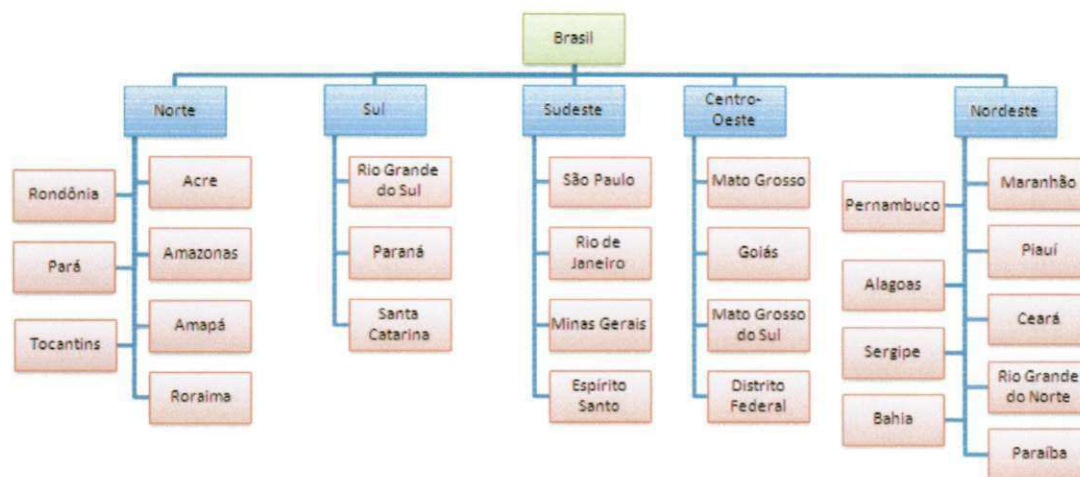 Brasil
Norte
Sul
Sudeste
Centro-
Oeste
Nordeste
Rondônia
Pará
Tocantins
Acre
Amazonas
Amapá
Roraima
Rio Grande
do Sul
Paraná
Santa
Catarina
São Paulo
Rio de
Janeiro
Minas Gerais
Espírito
Santo
Mato Grosso
Goiás
Mato Grosso
do Sul
Distrito
Federal
Pernambuco
Alagoas
Sergipe
Bahia
Maranhão
Piauí
Ceará
Rio Grande
do Norte
Paraíba